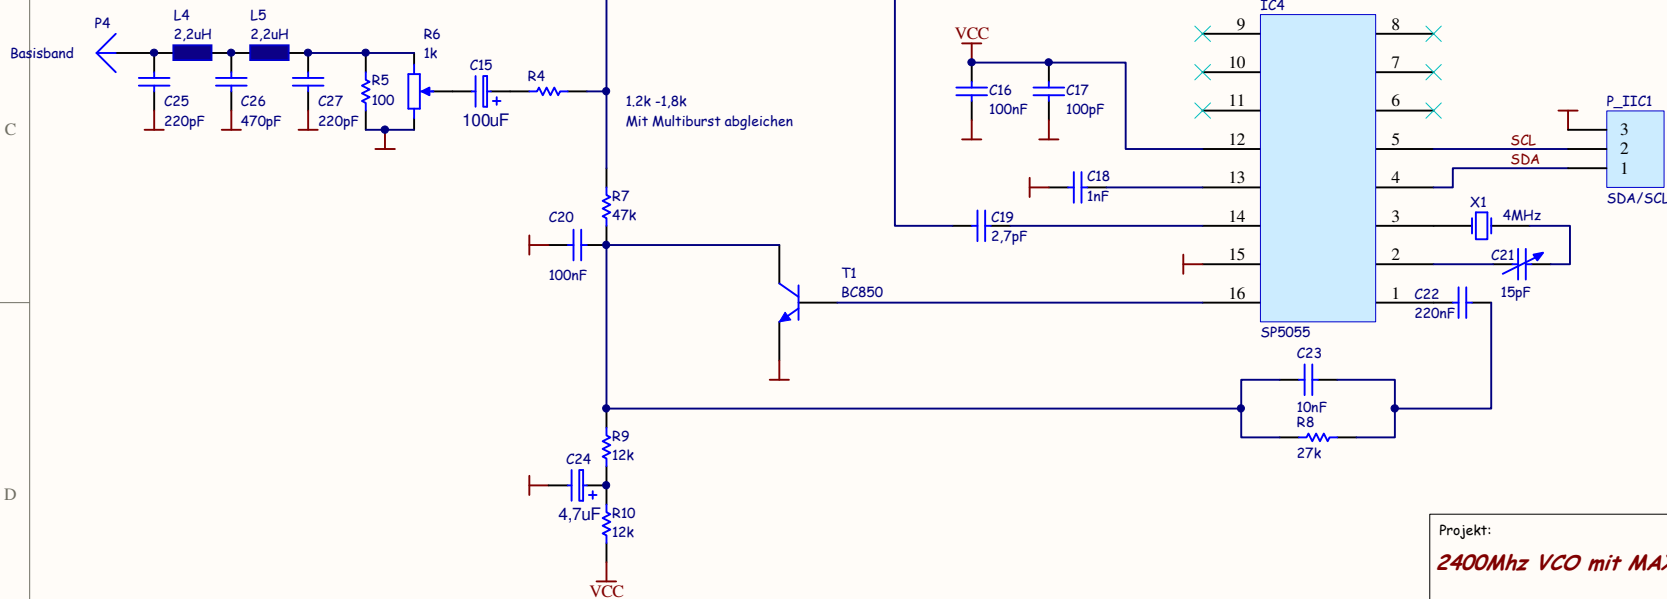 P4
Basisband
L4
2,2uH
L5
2,2uH
C25
220pF
C26
470pF
C27
220pF
R5
100
R6
1k
C15
+
100uF
R4
1.2k -1,8k
Mit Multiburst abgleichen
C
R7
47k
C20
100nF
T1
BC850
VCC
C16
100nF
C17
100pF
C18
1nF
C19
2,7pF
IC4
9
10
11
12
13
14
15
16
8
7
6
5
4
3
2
1
SP5055
SCL
SDA
P_IIC1
3
2
1
SDA/SCL
X1
4MHz
C21
15pF
C22
220nF
C23
10nF
R8
27k
R9
12k
C24
+
4,7uF
R10
12k
VCC
D
Projekt:
2400Mhz VCO mit MAX